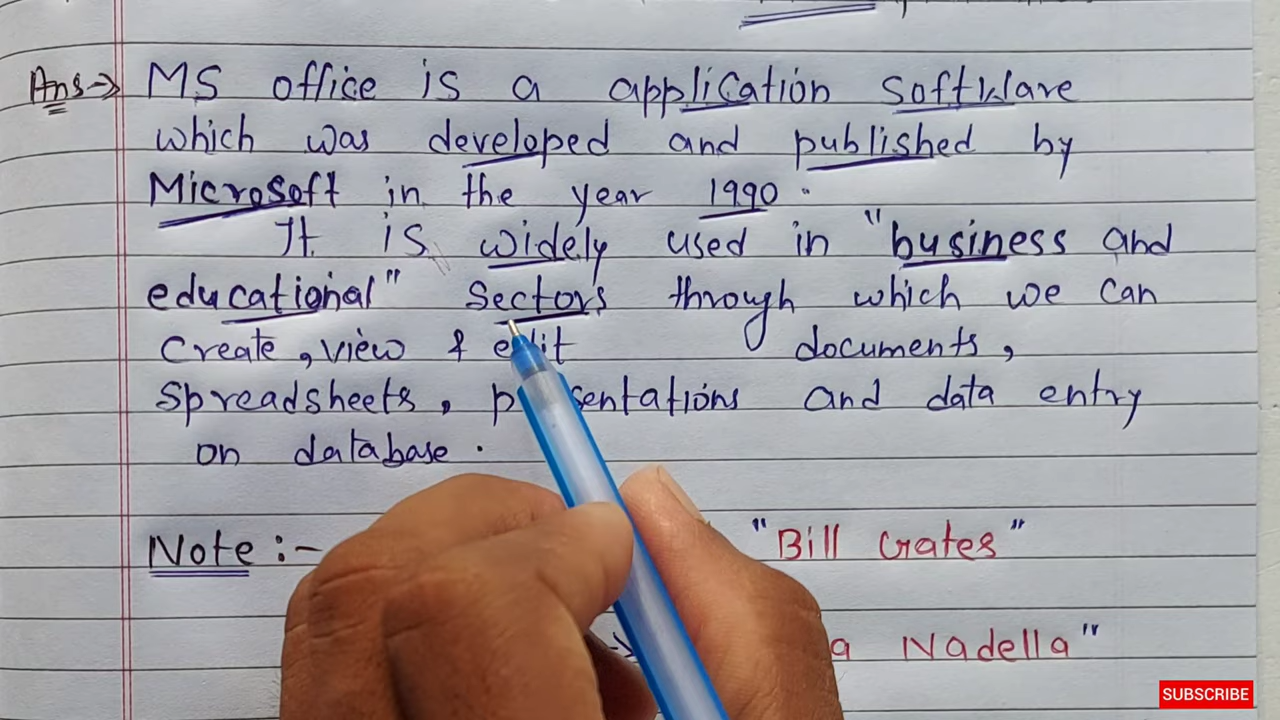 Ans→ MS office is a application software
which was developed and published by
Microsoft in the year 1990.
It is widely used in "business and
educational" sectors through which we can
Create, view & edit documents,
Spreadsheets, presentations and data entry
on database.
Note :- "Bill Gates"
Nadella"
SUBSCRIBE